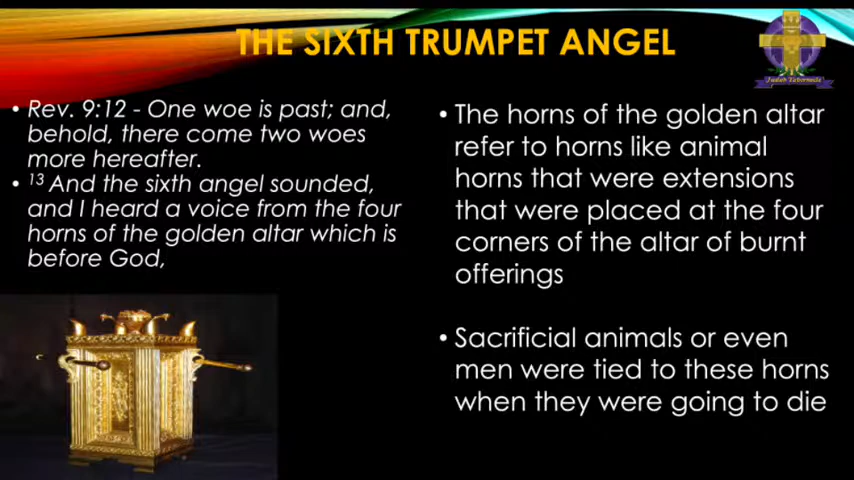 THE SIXTH TRUMPET ANGEL
• Rev. 9:12 - One woe is past; and,
behold, there come two woes
more hereafter.
• 13 And the sixth angel sounded,
and I heard a voice from the four
horns of the golden altar which is
before God,
• The horns of the golden altar
refer to horns like animal
horns that were extensions
that were placed at the four
corners of the altar of burnt
offerings
• Sacrificial animals or even
men were tied to these horns
when they were going to die